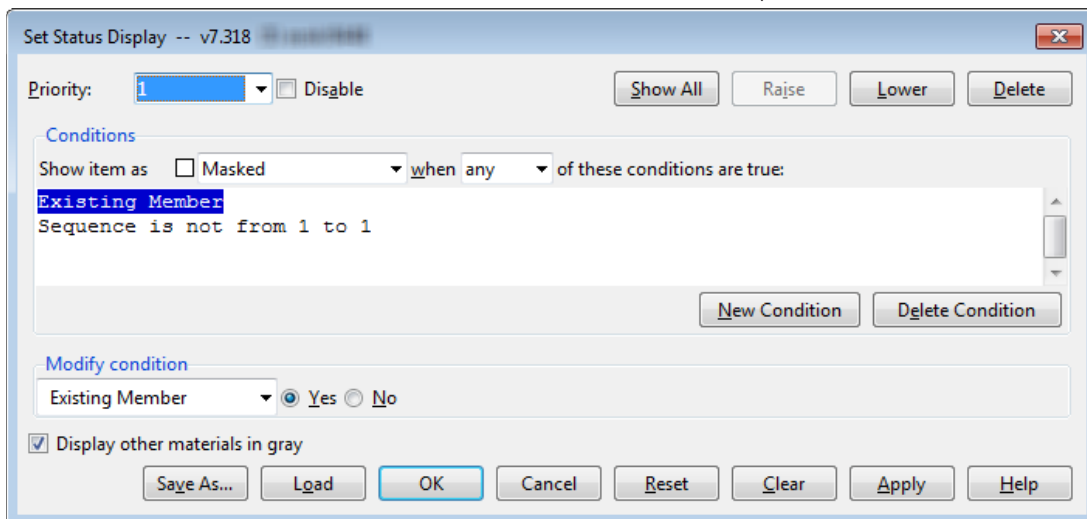 Set Status Display -- v7.318
Priority: 1 Disable Show All Raise Lower Delete
Conditions
Show item as Masked when any of these conditions are true:
Existing Member
Sequence is not from 1 to 1
New Condition Delete Condition
Modify condition
Existing Member Yes No
Display other materials in gray
Save As... Load OK Cancel Reset Clear Apply Help